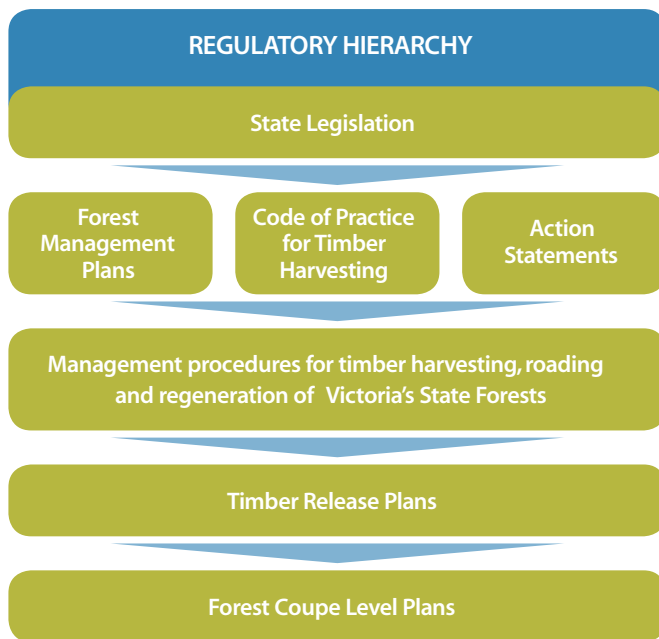 REGULATORY HIERARCHY
State Legislation
Forest
Management
Plans
Code of Practice
for Timber
Harvesting
Action
Statements
Management procedures for timber harvesting, roading
and regeneration of Victoria's State Forests
Timber Release Plans
Forest Coupe Level Plans